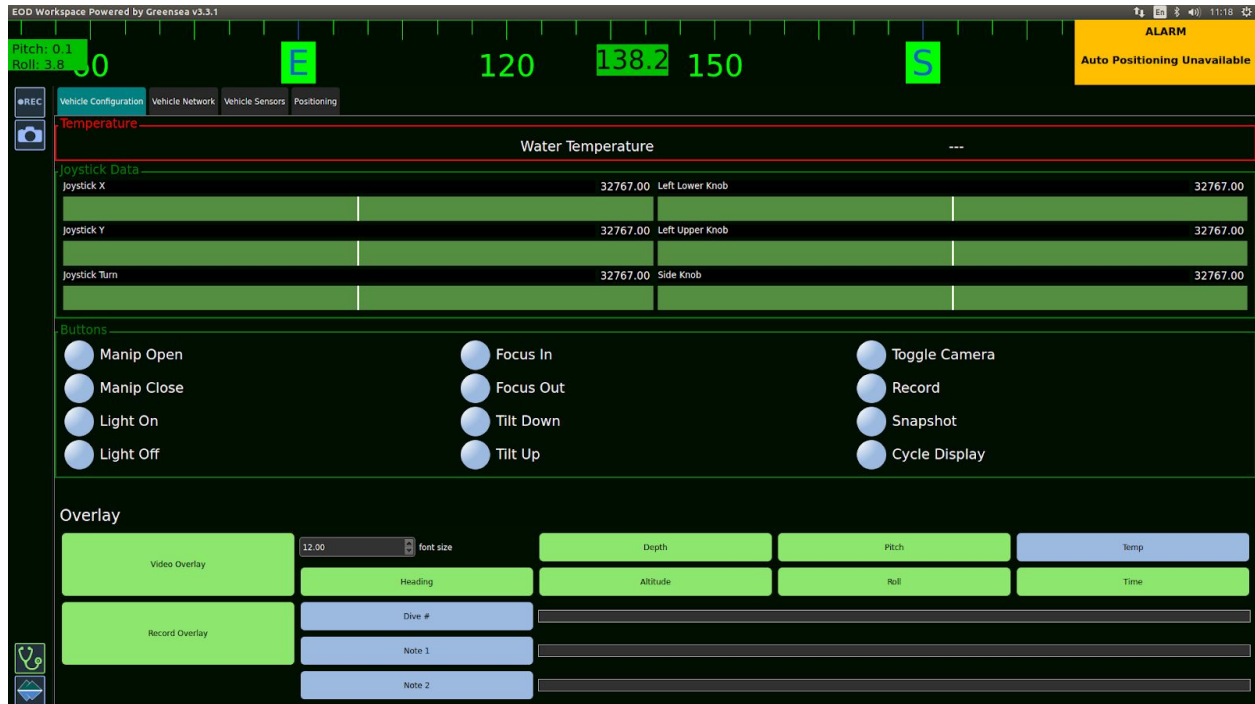 EOD Workspace Powered by Greensea v3.3.1
En 11:18
Pitch: 0.1
Roll: 3.8
E 120 138.2 150 S
ALARM
Auto Positioning Unavailable
REC
Vehicle Configuration Vehicle Network Vehicle Sensors Positioning
Temperature
Water Temperature ---
Joystick Data
Joystick X 32767.00 Left Lower Knob 32767.00
Joystick Y 32767.00 Left Upper Knob 32767.00
Joystick Turn 32767.00 Side Knob 32767.00
Buttons
Manip Open Focus In Toggle Camera
Manip Close Focus Out Record
Light On Tilt Down Snapshot
Light Off Tilt Up Cycle Display
Overlay
Video Overlay 12.00 font size Depth Pitch Temp
Heading Altitude Roll Time
Record Overlay Dive #
Note 1
Note 2